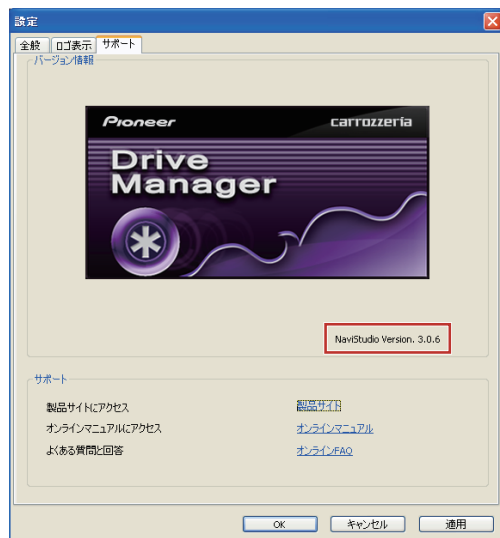 設定
全般 ロゴ表示 サポート
バージョン情報
Pioneer carrozzeria
Drive
Manager
NaviStudio Version. 3.0.6
サポート
製品サイトにアクセス 製品サイト
オンラインマニュアルにアクセス オンラインマニュアル
よくある質問と回答 オンラインFAQ
OK キャンセル 適用